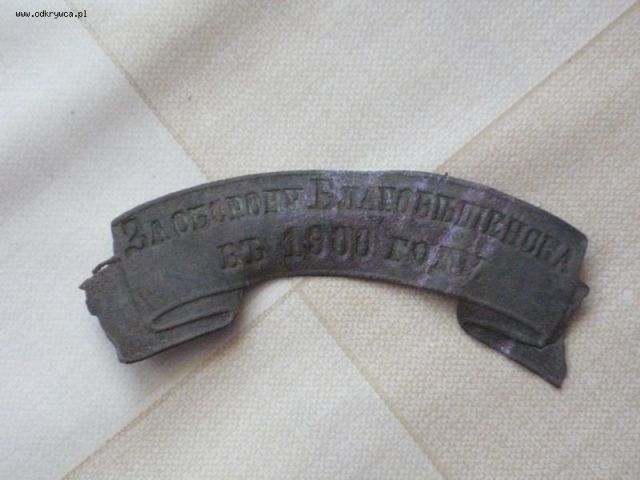 www.odkrywca.pl
За оборону Благовѣщенска
въ 1900 году